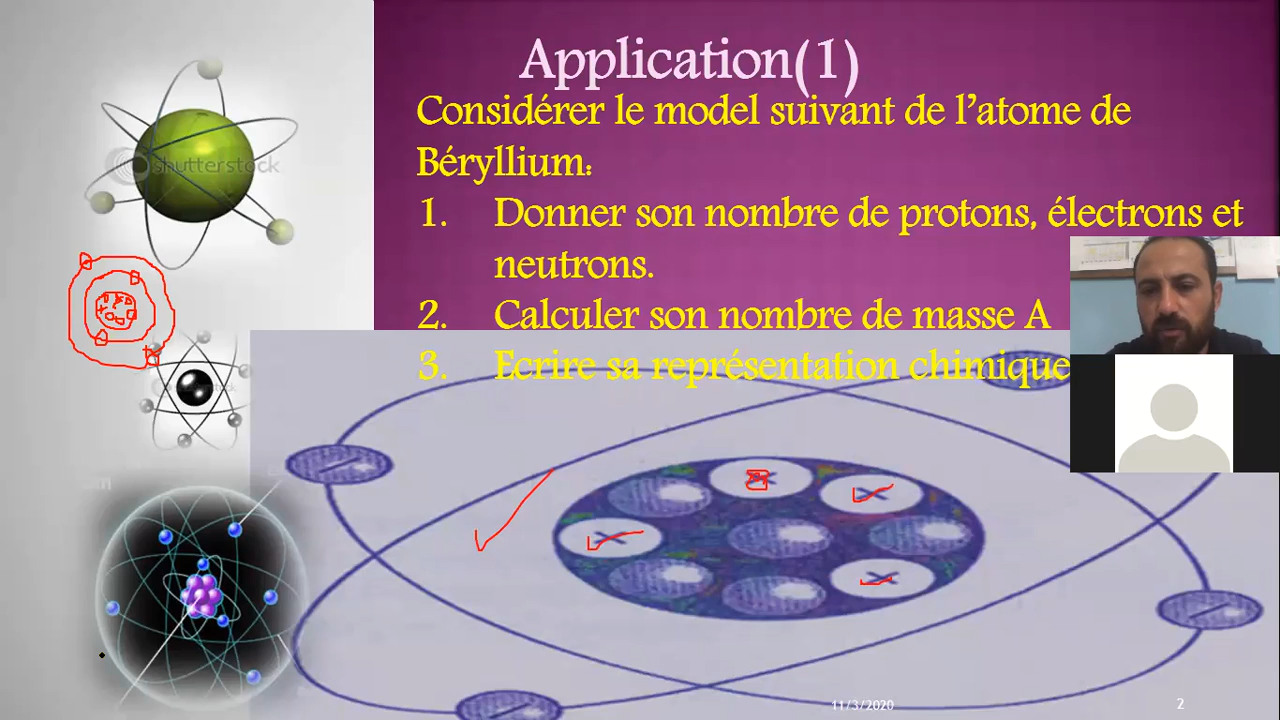 Application(1)
Considérer le model suivant de l’atome de
Béryllium:
1. Donner son nombre de protons, électrons et
neutrons.
2. Calculer son nombre de masse A
3. Ecrire sa représentation chimique
shutterstock
11/3/2020
2